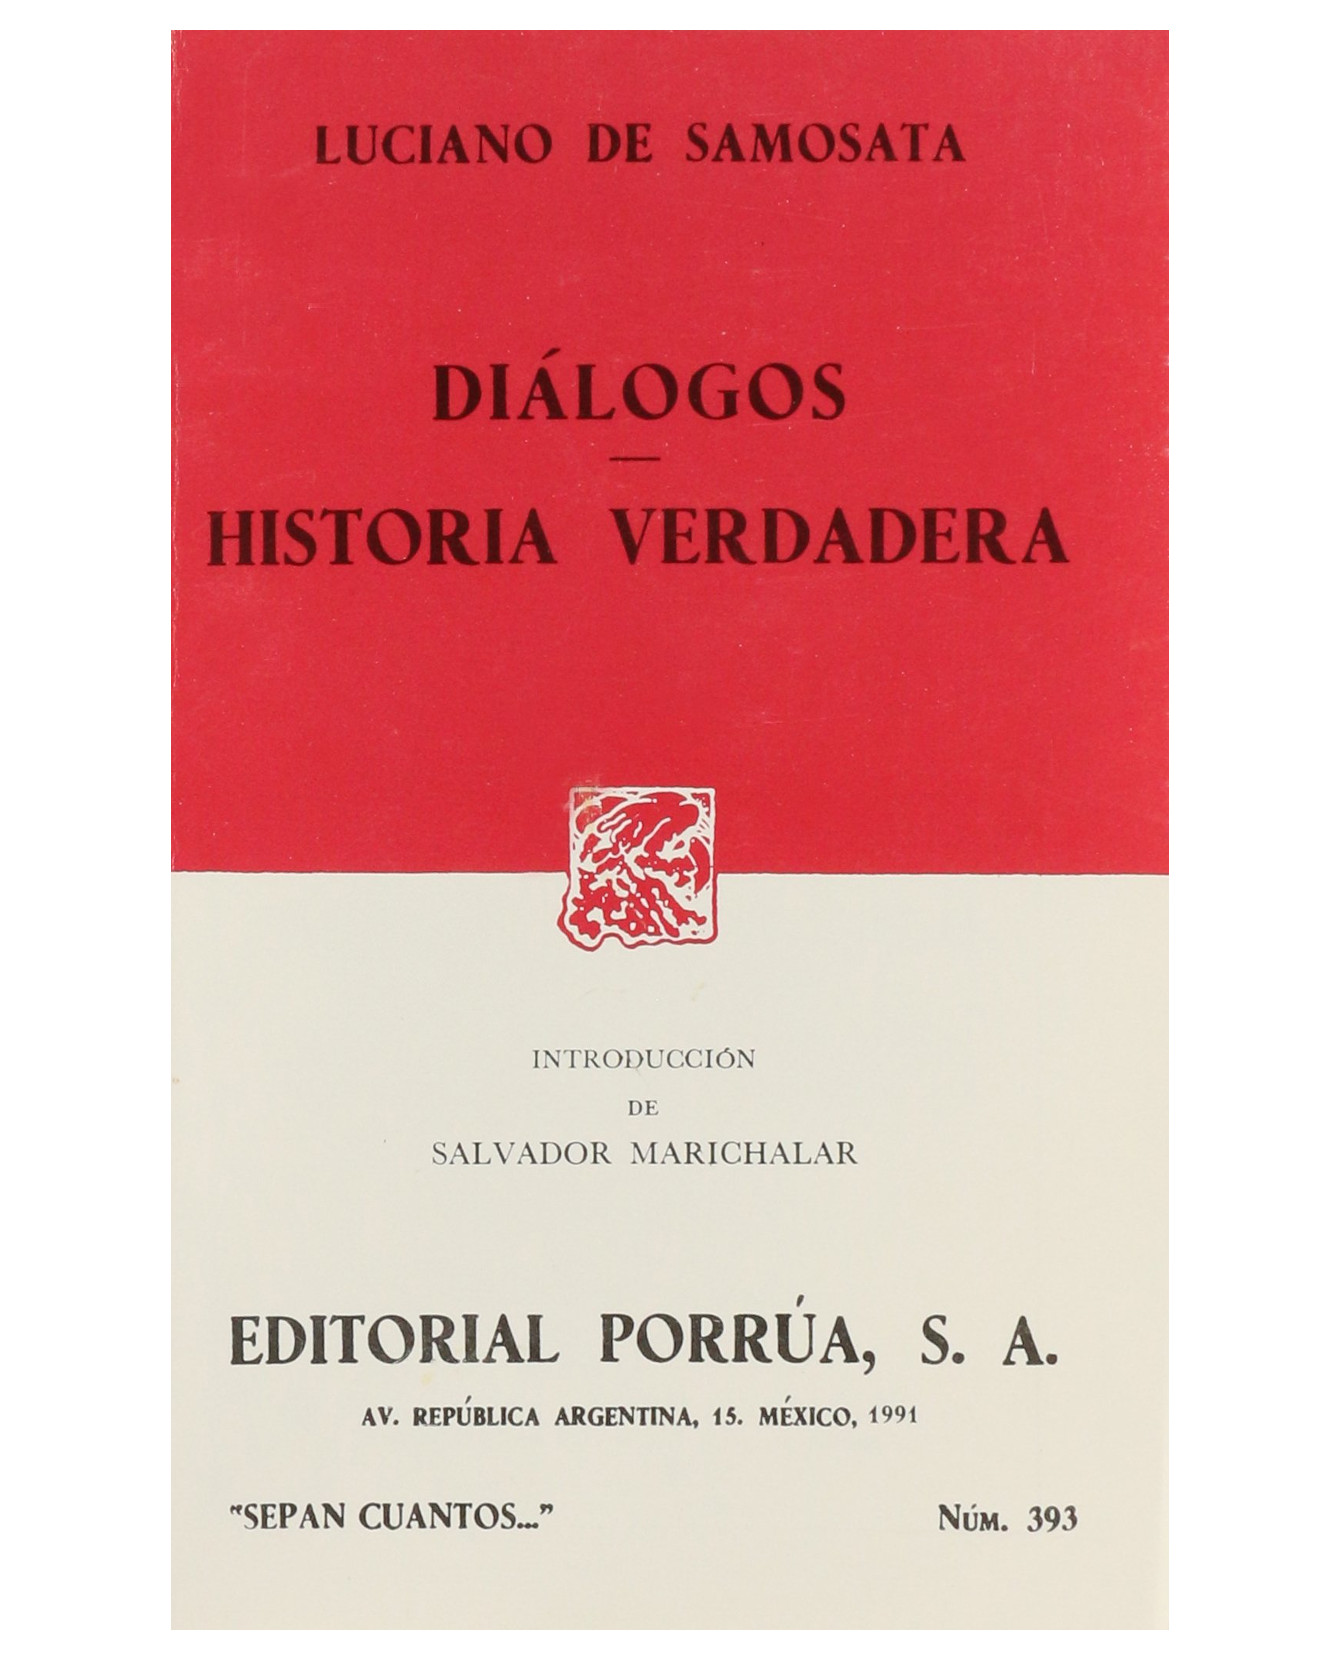 LUCIANO DE SAMOSATA
DIÁLOGOS
HISTORIA VERDADERA
INTRODUCCIÓN
DE
SALVADOR MARICHALAR
EDITORIAL PORRÚA, S. A.
AV. REPÚBLICA ARGENTINA, 15. MÉXICO, 1991
"SEPAN CUANTOS..." NÚM. 393